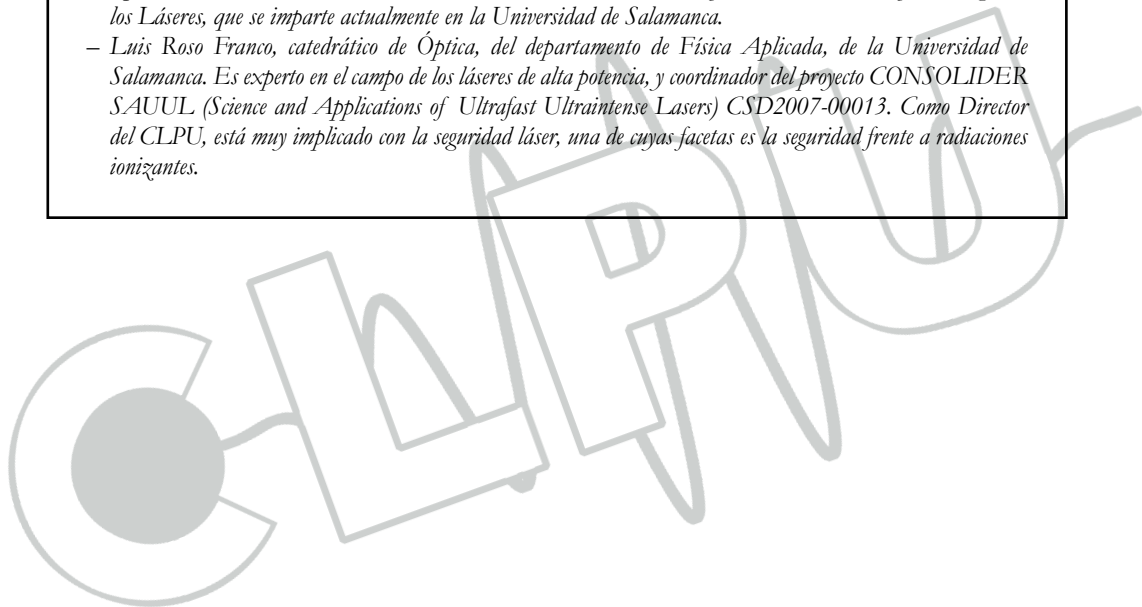 los Láseres, que se imparte actualmente en la Universidad de Salamanca.
– Luis Roso Franco, catedrático de Óptica, del departamento de Física Aplicada, de la Universidad de
Salamanca. Es experto en el campo de los láseres de alta potencia, y coordinador del proyecto CONSOLIDER
SAUUL (Science and Applications of Ultrafast Ultraintense Lasers) CSD2007-00013. Como Director
del CLPU, está muy implicado con la seguridad láser, una de cuyas facetas es la seguridad frente a radiaciones
ionizantes.
CLPU